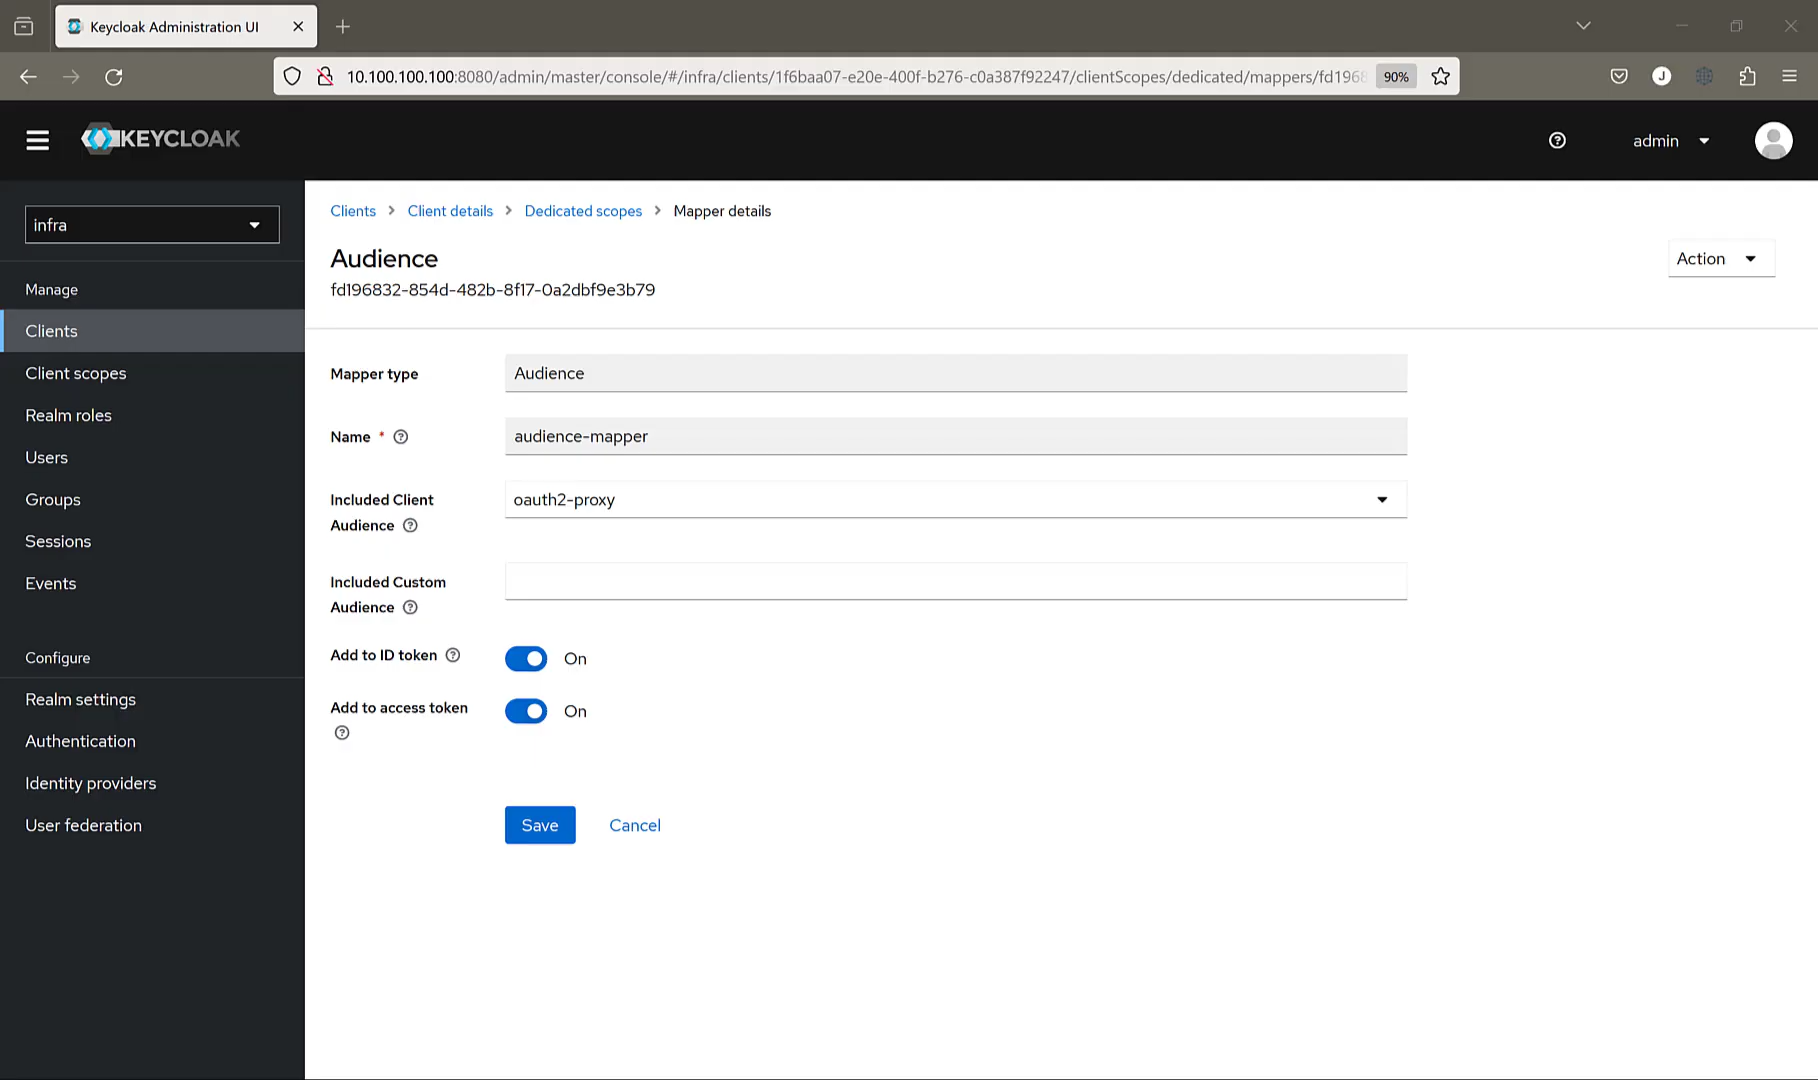 Keycloak Administration UI
10.100.100.100:8080/admin/master/console/#/infra/clients/1f6baa07-e20e-400f-b276-c0a387f92247/clientScopes/dedicated/mappers/fd1968
90%
J
KEYCLOAK
admin
infra
Clients
Client details
Dedicated scopes
Mapper details
Audience
fd196832-854d-482b-8f17-0a2dbf9e3b79
Action
Manage
Clients
Client scopes
Realm roles
Users
Groups
Sessions
Events
Configure
Realm settings
Authentication
Identity providers
User federation
Mapper type
Audience
Name *
audience-mapper
Included Client
Audience
oauth2-proxy
Included Custom
Audience
Add to ID token
On
Add to access token
On
Save
Cancel